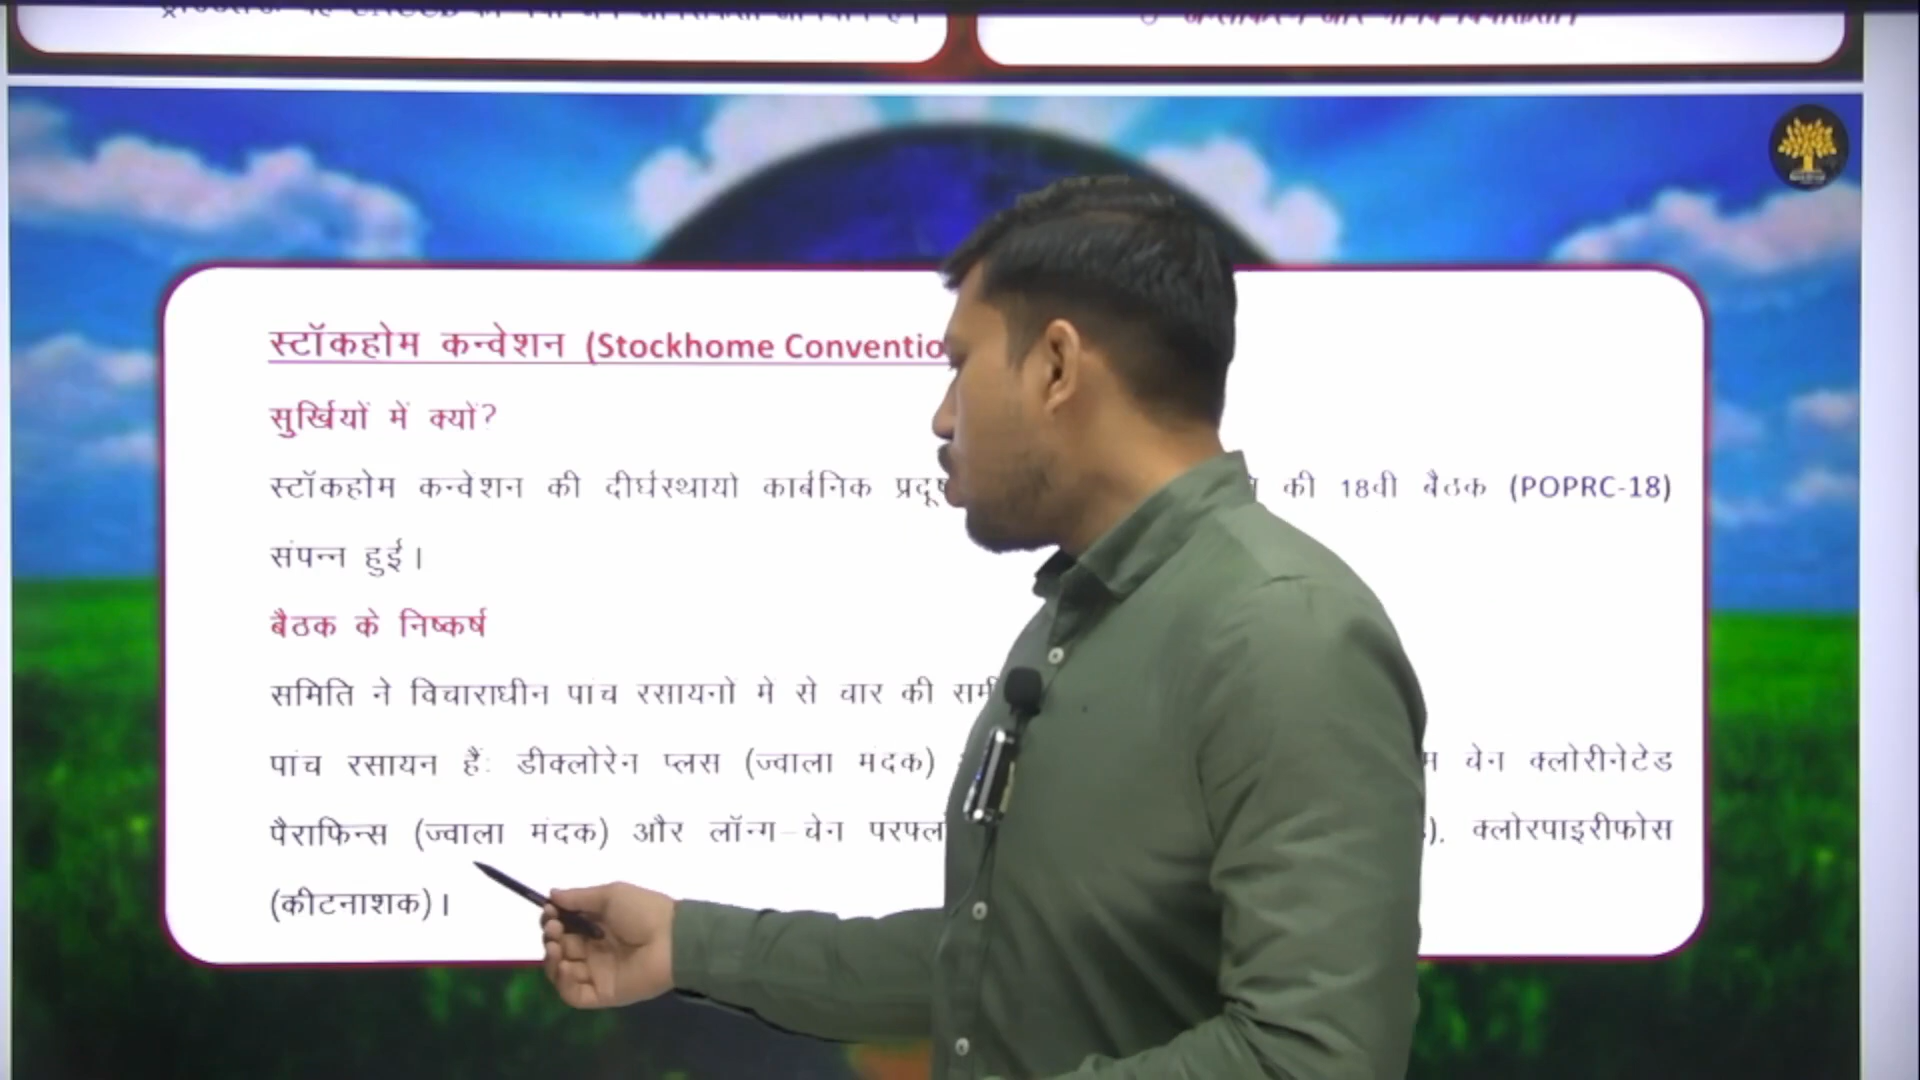 स्टॉकहोम कन्वेशन (Stockhome Conventio
सुर्खियों में क्यों?
स्टॉकहोम कन्वेशन की दीर्घस्थायी कार्बनिक की 18वीं बैठक (POPRC-18)
संपन्न हुई।
बैठक के निष्कर्ष
समिति ने विचाराधीन पांच रसायनों में से चार की
पांच रसायन हैं: डीक्लोरेन प्लस (ज्वाला मंदक) चेन क्लोरीनेटेड
पैराफिन्स (ज्वाला मंदक) और लॉन्ग-चेन क्लोरपाइरीफोस
(कीटनाशक)।